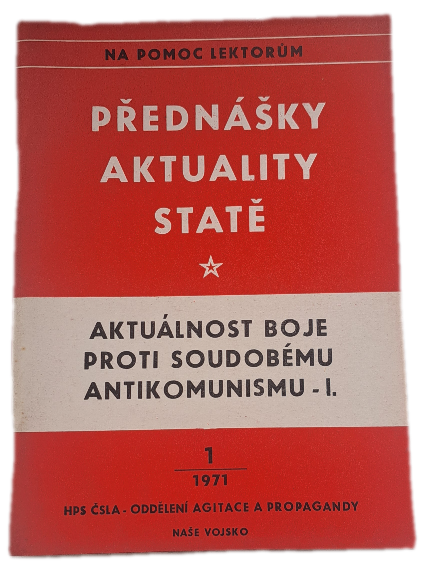 NA POMOC LEKTORŮM
PŘEDNÁŠKY
AKTUALITY
STATĚ
AKTUÁLNOST BOJE
PROTI SOUDOBÉMU
ANTIKOMUNISMU - I.
1
1971
HPS ČSLA - ODDĚLENÍ AGITACE A PROPAGANDY
NAŠE VOJSKO